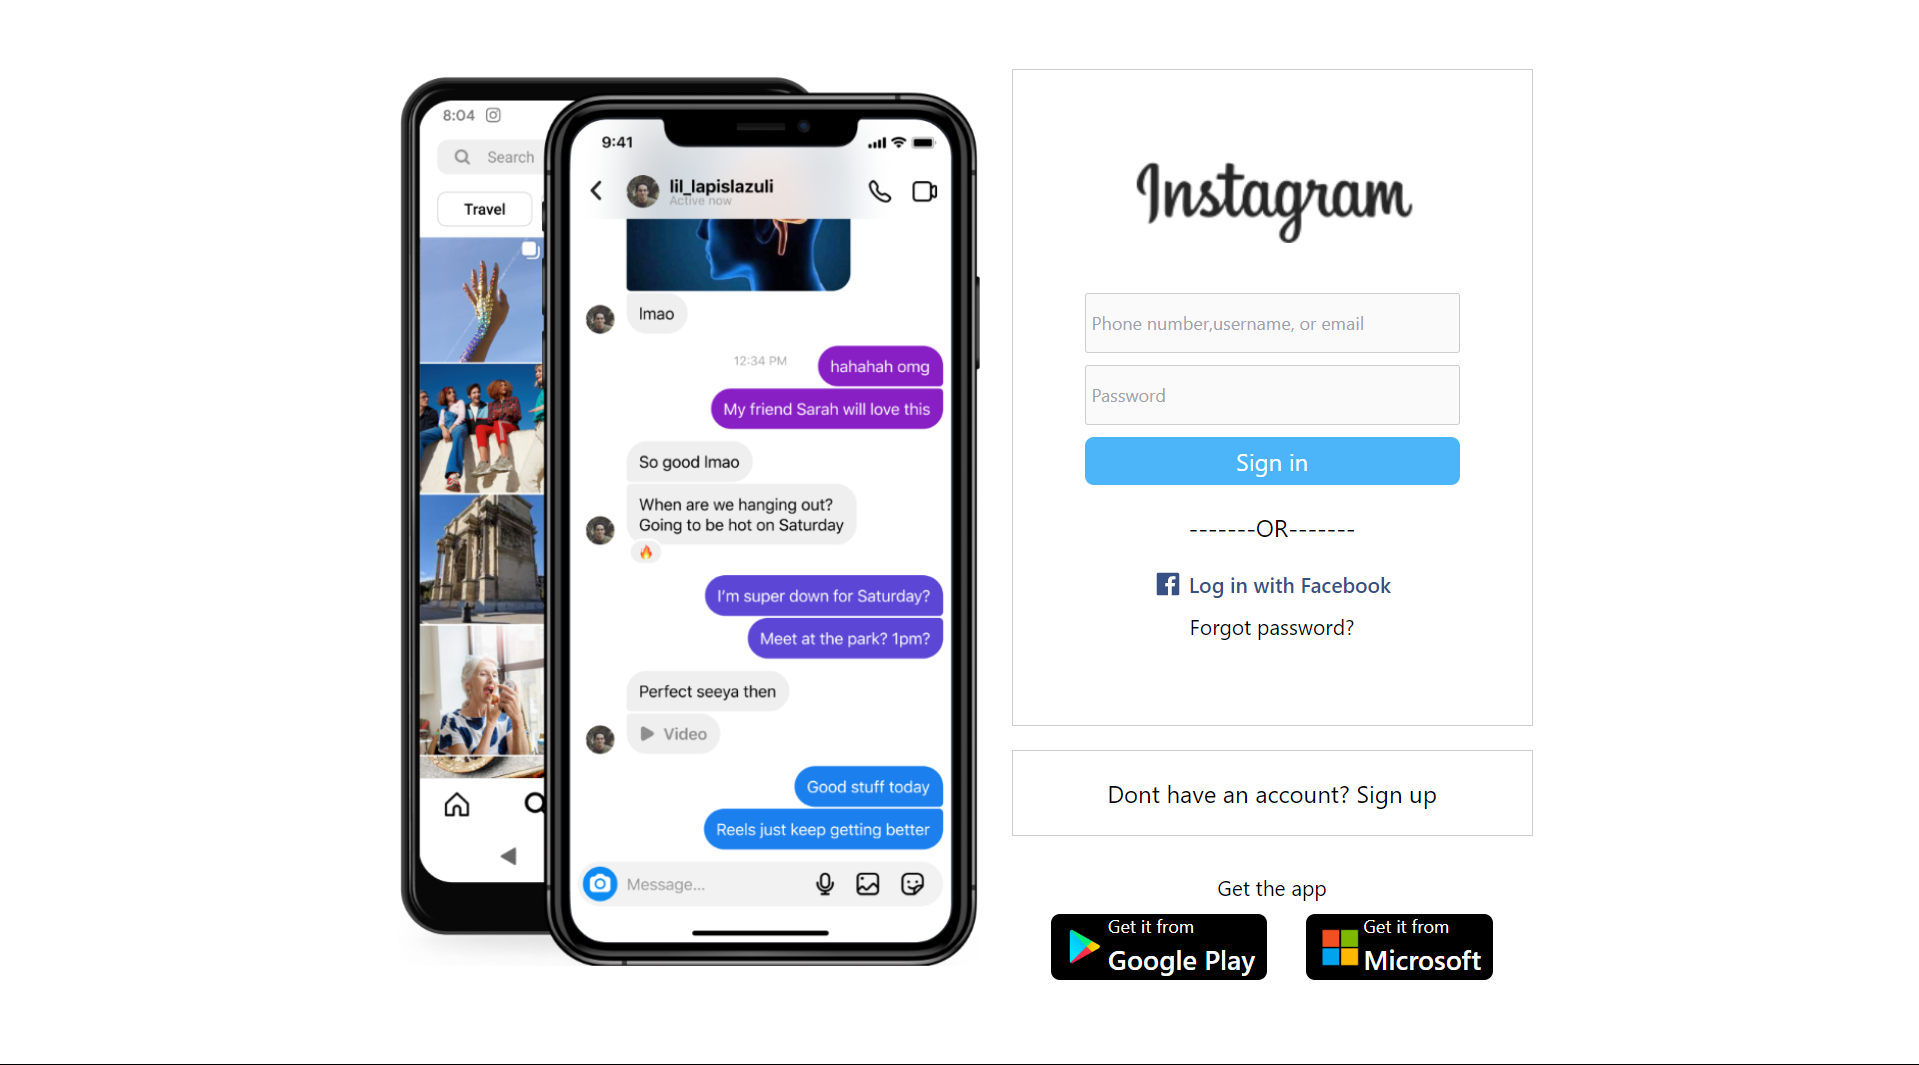 8:04
Search
Travel
9:41
lil_lapislazuli
Active now
lmao
12:34 PM
hahahah omg
My friend Sarah will love this
So good lmao
When are we hanging out?
Going to be hot on Saturday
I'm super down for Saturday?
Meet at the park? 1pm?
Perfect seeya then
Video
Good stuff today
Reels just keep getting better
Message...
Instagram
Phone number,username, or email
Password
Sign in
-------OR-------
Log in with Facebook
Forgot password?
Dont have an account? Sign up
Get the app
Get it from
Google Play
Get it from
Microsoft